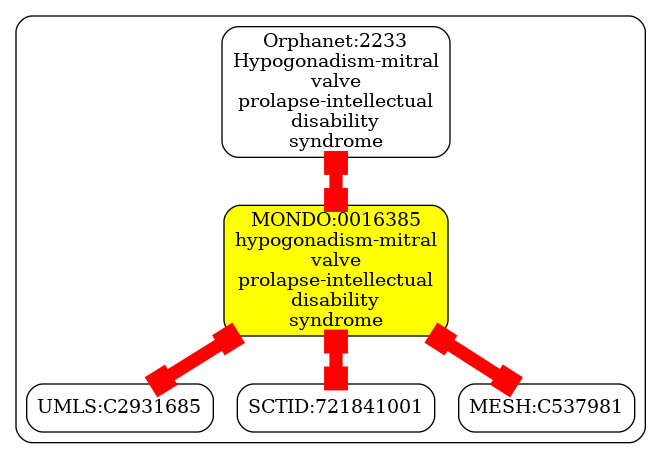 Orphanet:2233
Hypogonadism-mitral
valve
prolapse-intellectual
disability
syndrome
MONDO:0016385
hypogonadism-mitral
valve
prolapse-intellectual
disability
syndrome
UMLS:C2931685
SCTID:721841001
MESH:C537981